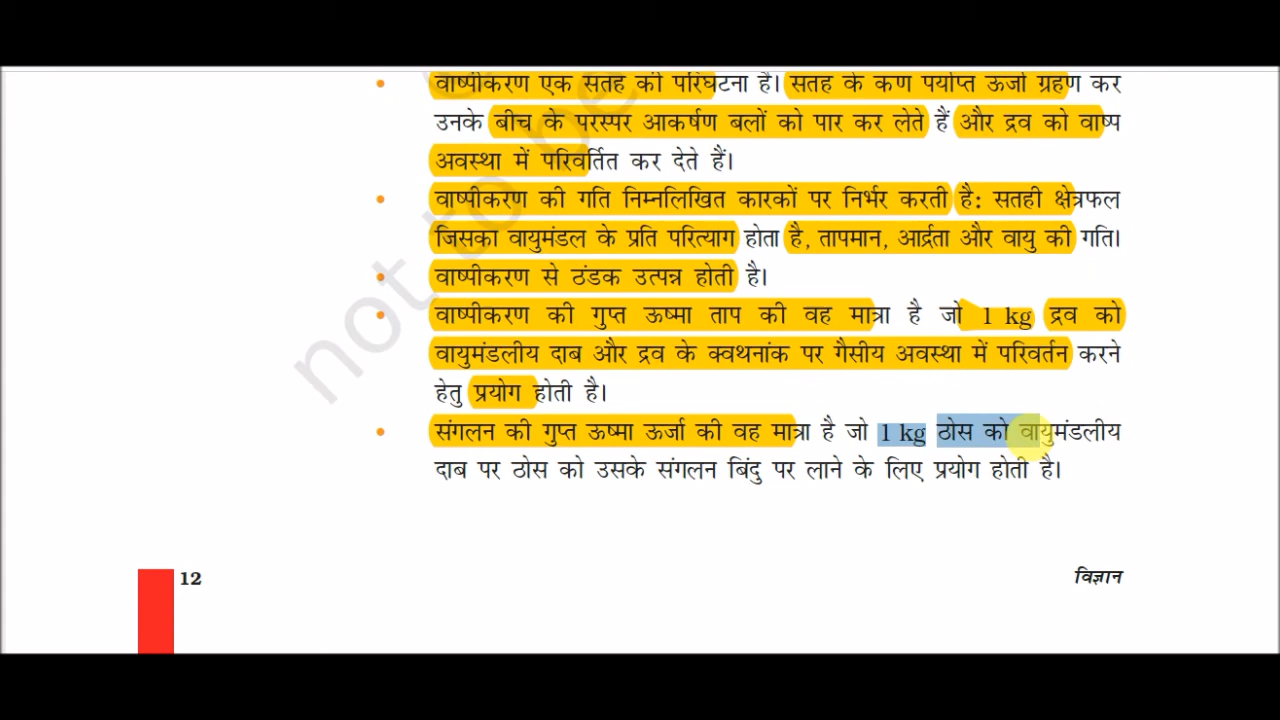 वाष्पीकरण एक सतह की परिघटना है। सतह के कण पर्याप्त ऊर्जा ग्रहण कर
उनके बीच के परस्पर आकर्षण बलों को पार कर लेते हैं और द्रव को वाष्प
अवस्था में परिवर्तित कर देते हैं।
वाष्पीकरण की गति निम्नलिखित कारकों पर निर्भर करती है: सतही क्षेत्रफल
जिसका वायुमंडल के प्रति परित्याग होता है, तापमान, आर्द्रता और वायु की गति।
वाष्पीकरण से ठंडक उत्पन्न होती है।
वाष्पीकरण की गुप्त ऊष्मा ताप की वह मात्रा है जो 1 kg द्रव को
वायुमंडलीय दाब और द्रव के क्वथनांक पर गैसीय अवस्था में परिवर्तन करने
हेतु प्रयोग होती है।
संगलन की गुप्त ऊष्मा ऊर्जा की वह मात्रा है जो 1 kg ठोस को वायुमंडलीय
दाब पर ठोस को उसके संगलन बिंदु पर लाने के लिए प्रयोग होती है।
not to be
12
विज्ञान